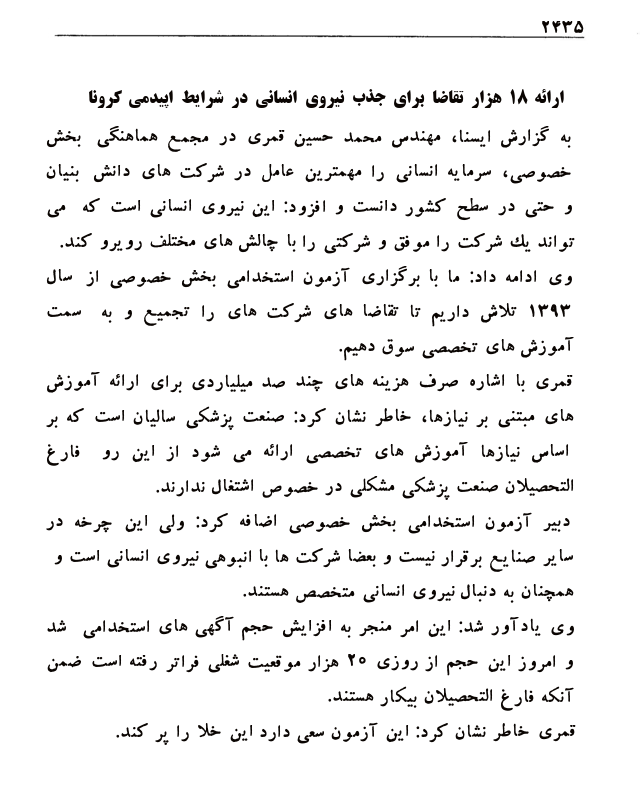 ۲۴۳۵
ارائه ۱۸ هزار تقاضا برای جذب نیروی انسانی در شرایط اپیدمی کرونا
به گزارش ایسنا، مهندس محمد حسین قمری در مجمع هماهنگی بخش
خصوصی، سرمایه انسانی را مهمترین عامل در شرکت های دانش بنیان
و حتی در سطح کشور دانست و افزود: این نیروی انسانی است که می
تواند یك شرکت را موفق و شرکتی را با چالش های مختلف روبرو کند.
وی ادامه داد: ما با برگزاری آزمون استخدامی بخش خصوصی از سال
۱۳۹۳ تلاش داریم تا تقاضا های شرکت های را تجمیع و به سمت
آموزش های تخصصی سوق دهیم.
قمری با اشاره صرف هزینه های چند صد میلیاردی برای ارائه آموزش
های مبتنی بر نیازها، خاطر نشان کرد: صنعت پزشکی سالیان است که بر
اساس نیازها آموزش های تخصصی ارائه می شود از این رو فارغ
التحصیلان صنعت پزشکی مشکلی در خصوص اشتغال ندارند.
دبیر آزمون استخدامی بخش خصوصی اضافه کرد: ولی این چرخه در
سایر صنایع برقرار نیست و بعضا شرکت ها با انبوهی نیروی انسانی است و
همچنان به دنبال نیروی انسانی متخصص هستند.
وی یادآور شد: این امر منجر به افزایش حجم آگهی های استخدامی شد
و امروز این حجم از روزی ۲۰ هزار موقعیت شغلی فراتر رفته است ضمن
آنکه فارغ التحصیلان بیکار هستند.
قمری خاطر نشان کرد: این آزمون سعی دارد این خلا را پر کند.